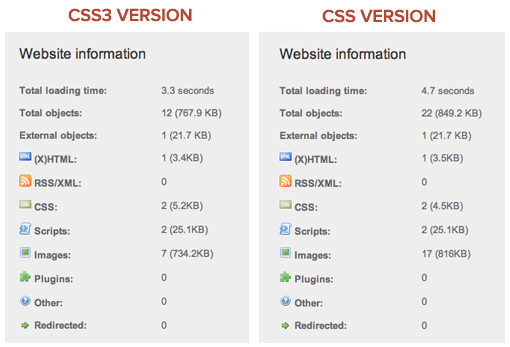 CSS3 VERSION
Website information
Total loading time: 3.3 seconds
Total objects: 12 (767.9 KB)
External objects: 1 (21.7 KB)
(X)HTML: 1 (3.4KB)
RSS/XML: 0
CSS: 2 (5.2KB)
Scripts: 2 (25.1KB)
Images: 7 (734.2KB)
Plugins: 0
Other: 0
Redirected: 0
CSS VERSION
Website information
Total loading time: 4.7 seconds
Total objects: 22 (849.2 KB)
External objects: 1 (21.7 KB)
(X)HTML: 1 (3.5KB)
RSS/XML: 0
CSS: 2 (4.5KB)
Scripts: 2 (25.1KB)
Images: 17 (816KB)
Plugins: 0
Other: 0
Redirected: 0